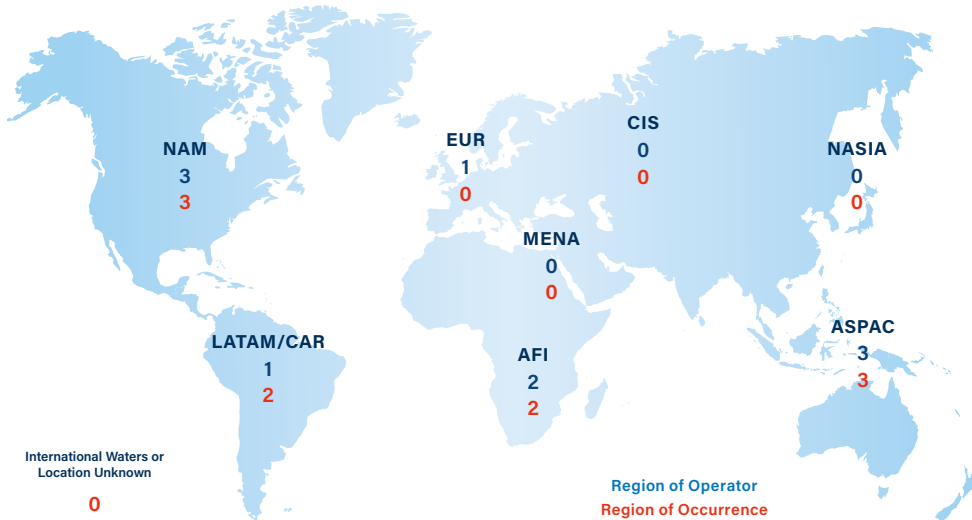 NAM
3
3
EUR
1
0
CIS
0
0
NASIA
0
0
MENA
0
0
LATAM/CAR
1
2
AFI
2
2
ASPAC
3
3
International Waters or
Location Unknown
0
Region of Operator
Region of Occurrence